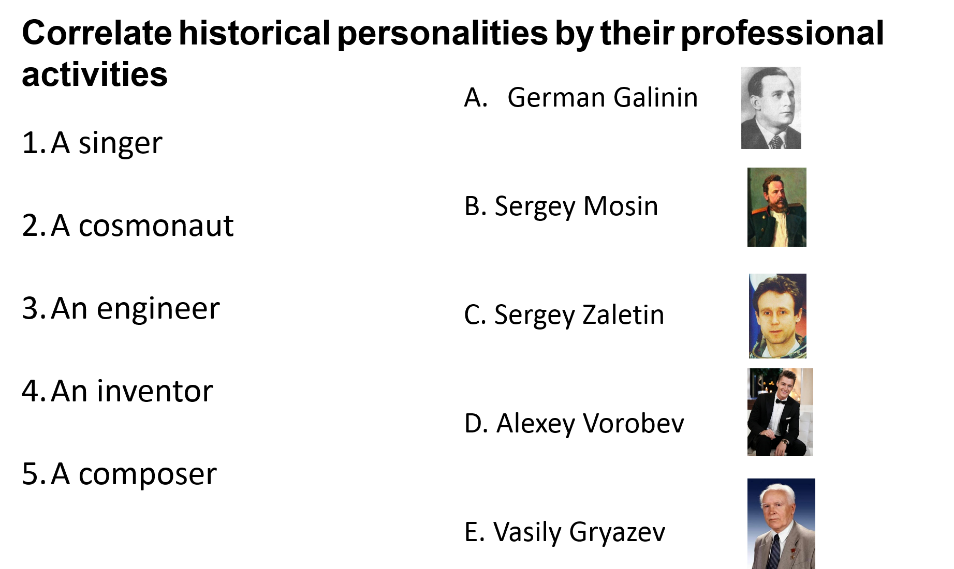 Correlate historical personalities by their professional
activities
1. A singer
2. A cosmonaut
3. An engineer
4. An inventor
5. A composer
A. German Galinin
B. Sergey Mosin
C. Sergey Zaletin
D. Alexey Vorobev
E. Vasily Gryazev